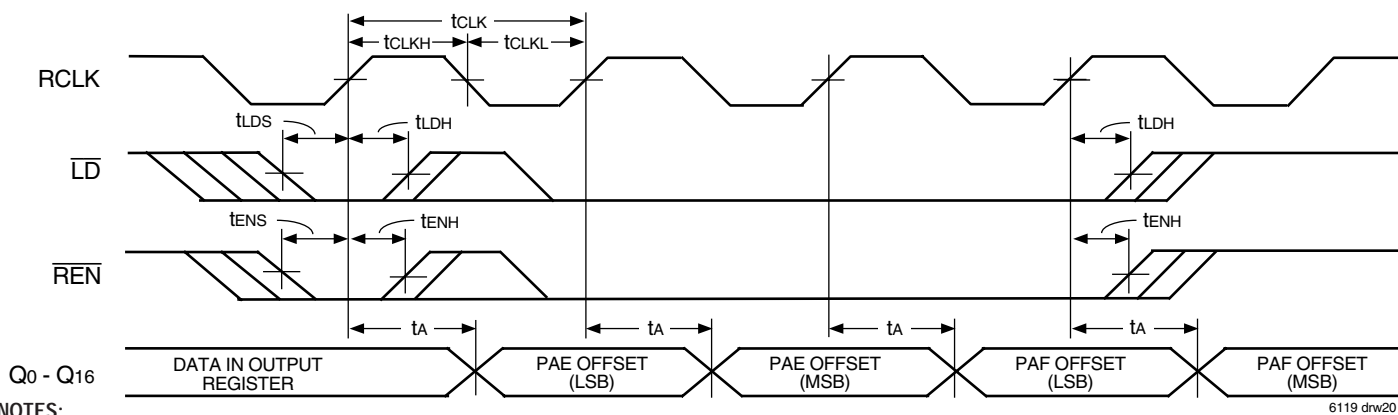 tCLK
tCLKH tCLKL
RCLK
tLDS tLDH tLDH
LD
tENS tENH tENH
REN
tA tA tA tA
Q0 - Q16
DATA IN OUTPUT
REGISTER
PAE OFFSET
(LSB)
PAE OFFSET
(MSB)
PAF OFFSET
(LSB)
PAF OFFSET
(MSB)
NOTES:
6119 drw20